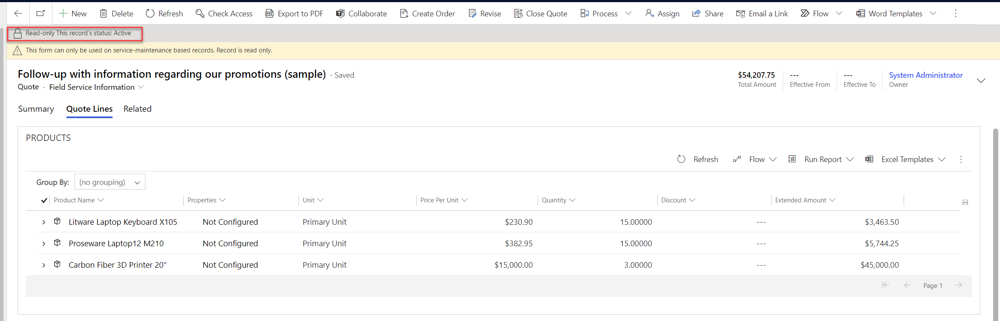 New Delete Refresh Check Access Export to PDF Collaborate Create Order Revise Close Quote Process Assign Share Email a Link Flow Word Templates
Read-only This record's status: Active
This form can only be used on service-maintenance based records. Record is read only.
Follow-up with information regarding our promotions (sample) - Saved
Quote · Field Service Information
$54,207.75 --- --- System Administrator
Total Amount Effective From Effective To Owner
Summary Quote Lines Related
PRODUCTS
Refresh Flow Run Report Excel Templates
Group By: (no grouping)
Product Name Properties Unit Price Per Unit Quantity Discount Extended Amount
Litware Laptop Keyboard X105 Not Configured Primary Unit $230.90 15.00000 --- $3,463.50
Proseware Laptop12 M210 Not Configured Primary Unit $382.95 15.00000 --- $5,744.25
Carbon Fiber 3D Printer 20" Not Configured Primary Unit $15,000.00 3.00000 --- $45,000.00
Page 1